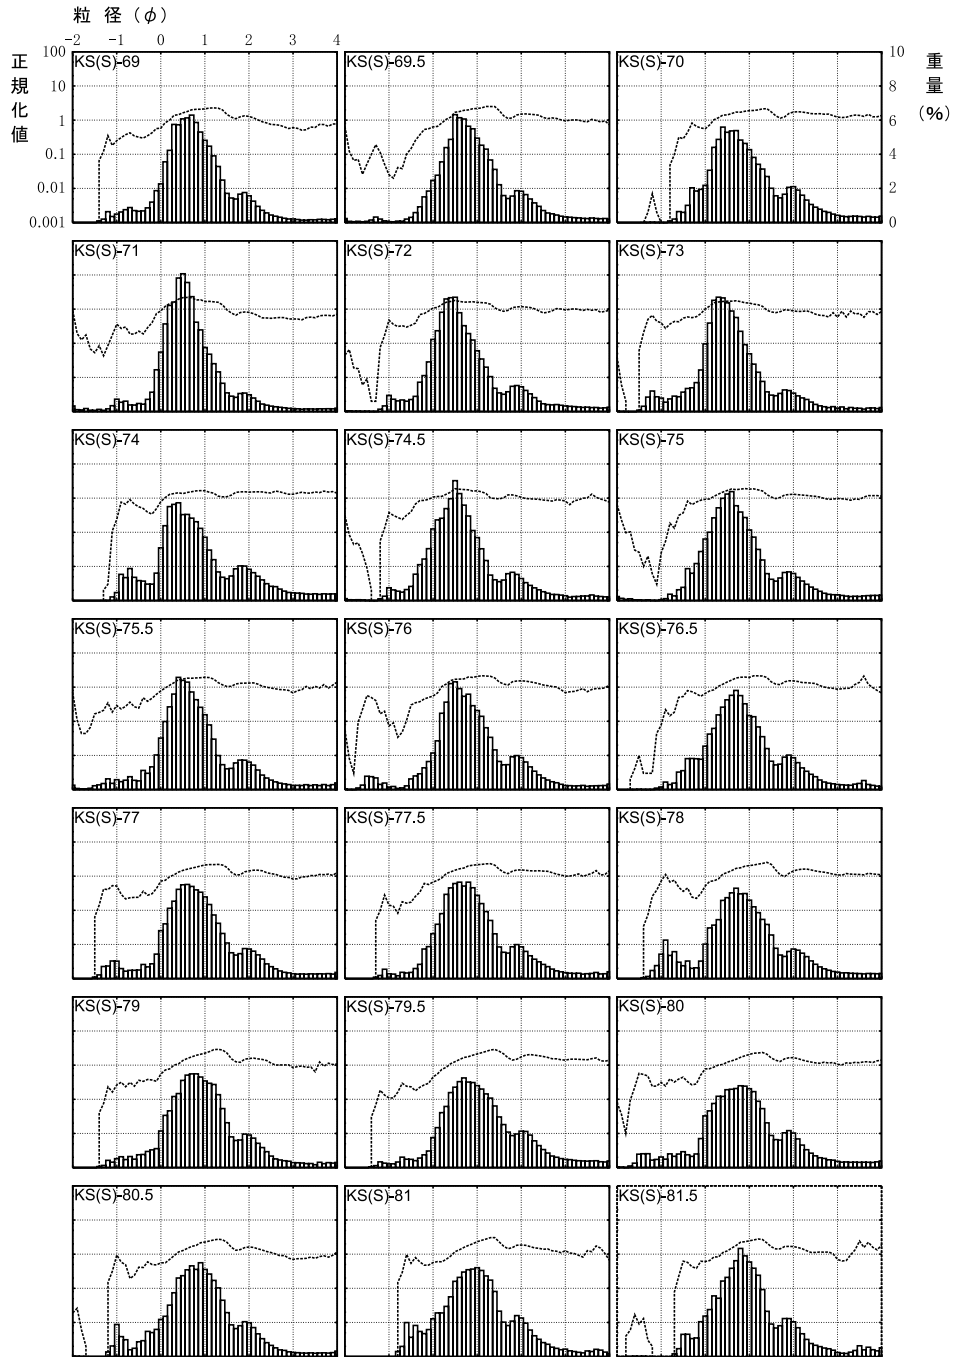 粒 径 (φ)
-2 -1 0 1 2 3 4
正規化値
100
10
1
0.1
0.01
0.001
重量(%)
10
8
6
4
2
0
KS(S)-69 KS(S)-69.5 KS(S)-70
KS(S)-71 KS(S)-72 KS(S)-73
KS(S)-74 KS(S)-74.5 KS(S)-75
KS(S)-75.5 KS(S)-76 KS(S)-76.5
KS(S)-77 KS(S)-77.5 KS(S)-78
KS(S)-79 KS(S)-79.5 KS(S)-80
KS(S)-80.5 KS(S)-81 KS(S)-81.5